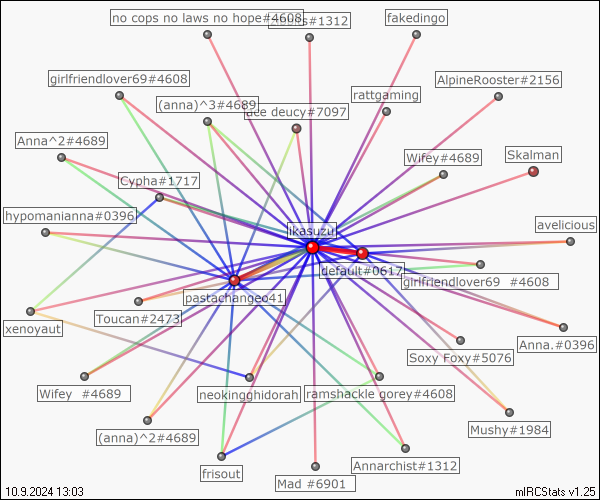 no cops no laws no hope#4608
#1312
fakedingo
girlfriendlover69#4608
(anna)^3#4689
ace deucy#7097
rattgaming
AlpineRooster#2156
Anna^2#4689
Cypha#1717
Wifey#4689
Skalman
hypomanianna#0396
likasuzu
avelicious
default#0617
girlfriendlover69 #4608
pastachangeo41
xenoyaut
Toucan#2473
Anna.#0396
Soxy Foxy#5076
Wifey #4689
neokingghidorah
ramshackle gorey#4608
(anna)^2#4689
Mushy#1984
frisout
Mad #6901
Annarchist#1312
10.9.2024 13:03
mIRCStats v1.25